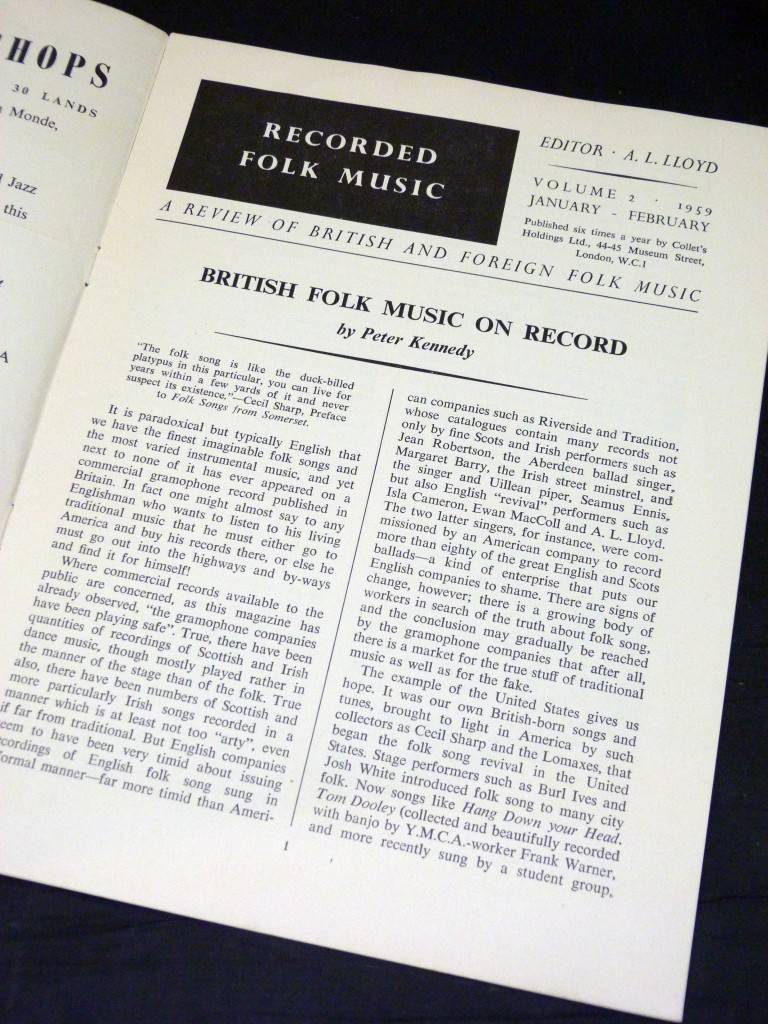 HOPS
30 LANDS
Monde,
Jazz
this
A
RECORDED
FOLK MUSIC
EDITOR · A. L. LLOYD
VOLUME 2 · 1959
JANUARY - FEBRUARY
Published six times a year by Collet's
Holdings Ltd., 44-45 Museum Street,
London, W.C.1
A REVIEW OF BRITISH AND FOREIGN FOLK MUSIC
BRITISH FOLK MUSIC ON RECORD
by Peter Kennedy
"The folk song is like the duck-billed
platypus in this particular, you can live for
years within a few yards of it and never
suspect its existence."—Cecil Sharp, Preface
to Folk Songs from Somerset.
It is paradoxical but typically English that
we have the finest imaginable folk songs and
the most varied instrumental music, and yet
next to none of it has ever appeared on a
commercial gramophone record published in
Britain. In fact one might almost say to any
Englishman who wants to listen to his living
traditional music that he must either go to
America and buy his records there, or else he
must go out into the highways and by-ways
and find it for himself!
Where commercial records available to the
public are concerned, as this magazine has
already observed, "the gramophone companies
have been playing safe". True, there have been
quantities of recordings of Scottish and Irish
dance music, though mostly played rather in
the manner of the stage than of the folk. True
also, there have been numbers of Scottish and
more particularly Irish songs recorded in a
manner which is at least not too "arty", even
if far from traditional. But English companies
eem to have been very timid about issuing
cordings of English folk song sung in
ormal manner—far more timid than Ameri-
can companies such as Riverside and Tradition,
whose catalogues contain many records not
only by fine Scots and Irish performers such as
Jean Robertson, the Aberdeen ballad singer,
Margaret Barry, the Irish street minstrel, and
the singer and Uillean piper, Seamus Ennis,
but also English "revival" performers such as
Isla Cameron, Ewan MacColl and A. L. Lloyd.
The two latter singers, for instance, were com-
missioned by an American company to record
more than eighty of the great English and Scots
ballads—a kind of enterprise that puts our
English companies to shame. There are signs of
change, however; there is a growing body of
workers in search of the truth about folk song,
and the conclusion may gradually be reached
by the gramophone companies that after all,
there is a market for the true stuff of traditional
music as well as for the fake.
The example of the United States gives us
hope. It was our own British-born songs and
tunes, brought to light in America by such
collectors as Cecil Sharp and the Lomaxes, that
began the folk song revival in the United
States. Stage performers such as Burl Ives and
Josh White introduced folk song to many city
folk. Now songs like Hang Down your Head.
Tom Dooley (collected and beautifully recorded
with banjo by Y.M.C.A.-worker Frank Warner,
and more recently sung by a student group,
1